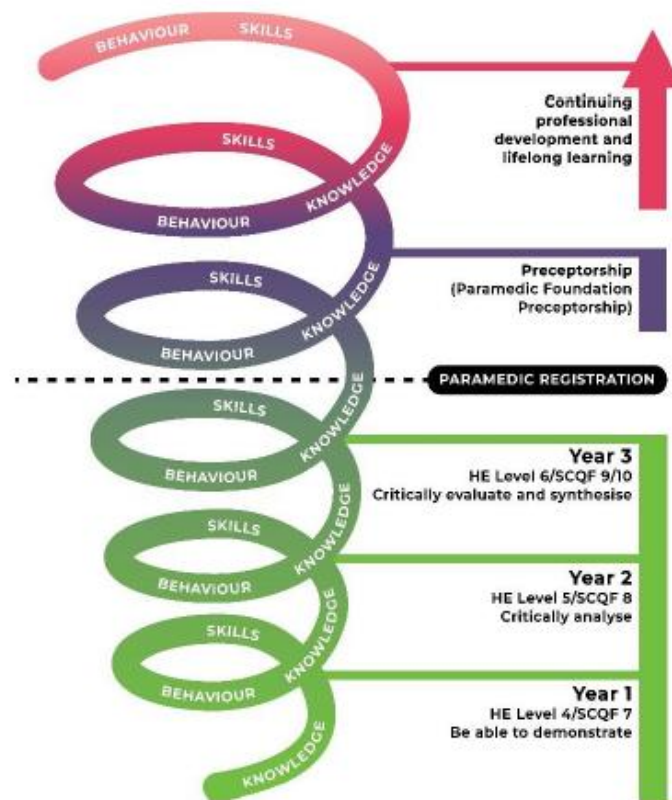 BEHAVIOUR SKILLS
Continuing
professional
development and
lifelong learning
SKILLS
KNOWLEDGE
BEHAVIOUR
Preceptorship
(Paramedic Foundation
Preceptorship)
SKILLS
KNOWLEDGE
BEHAVIOUR
PARAMEDIC REGISTRATION
SKILLS
KNOWLEDGE
BEHAVIOUR
Year 3
HE Level 6/SCQF 9/10
Critically evaluate and synthesise
SKILLS
KNOWLEDGE
BEHAVIOUR
Year 2
HE Level 5/SCQF 8
Critically analyse
SKILLS
KNOWLEDGE
BEHAVIOUR
Year 1
HE Level 4/SCQF 7
Be able to demonstrate
KNOWLEDGE